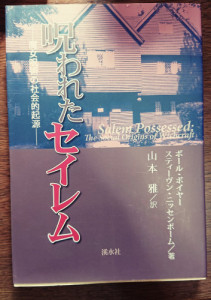 呪われた
セイレム
魔女呪術の社会的起源
Salem Possessed:
The Social Origins of Witchcraft
ポール・ボイヤー
スティーヴン・ニッセンボーム／著
山本 雅／訳
溪水社